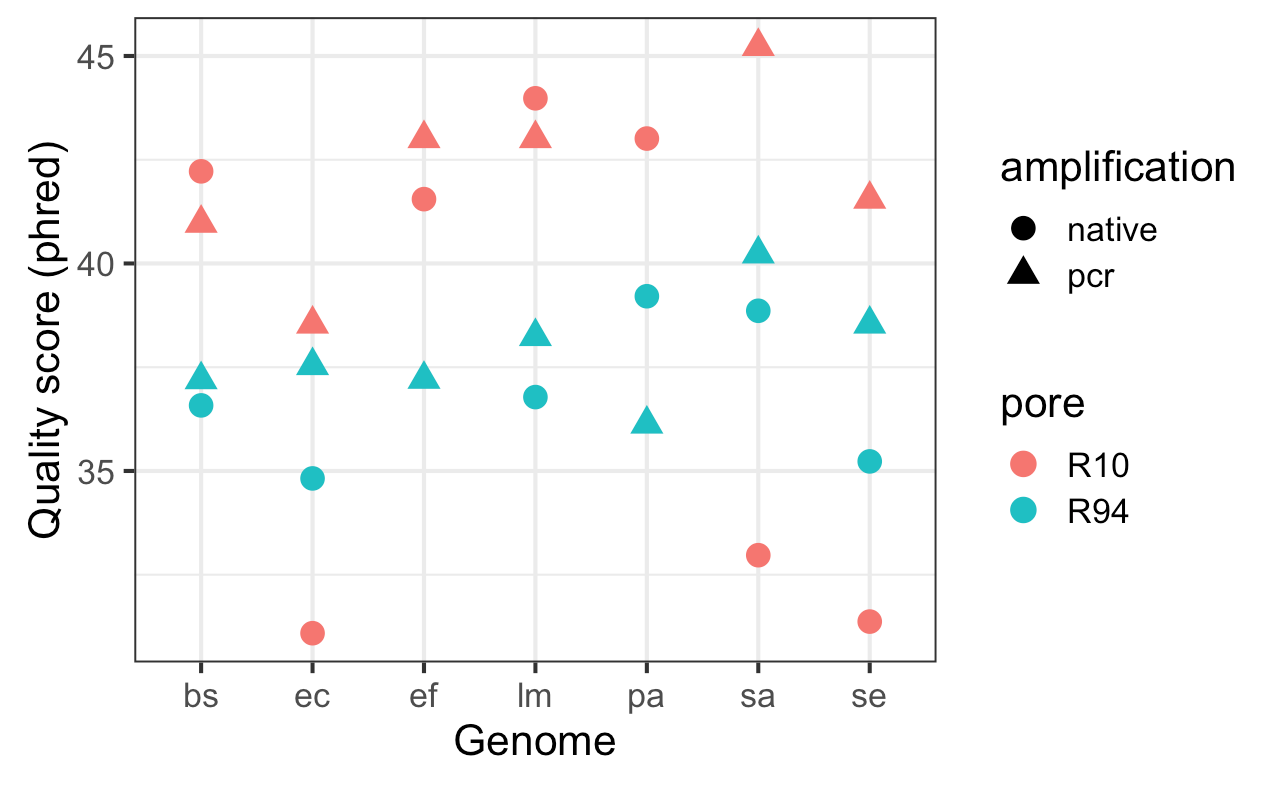 45
40
35
Quality score (phred)
bs ec ef lm pa sa se
Genome
amplification
native
pcr
pore
R10
R94